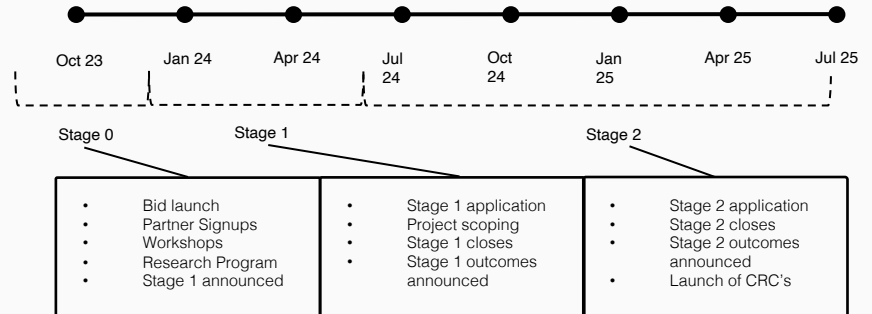 Oct 23
Jan 24
Apr 24
Jul
24
Oct
24
Jan
25
Apr 25
Jul 25
Stage 0
Stage 1
Stage 2
• Bid launch
• Partner Signups
• Workshops
• Research Program
• Stage 1 announced
• Stage 1 application
• Project scoping
• Stage 1 closes
• Stage 1 outcomes
announced
• Stage 2 application
• Stage 2 closes
• Stage 2 outcomes
announced
• Launch of CRC's